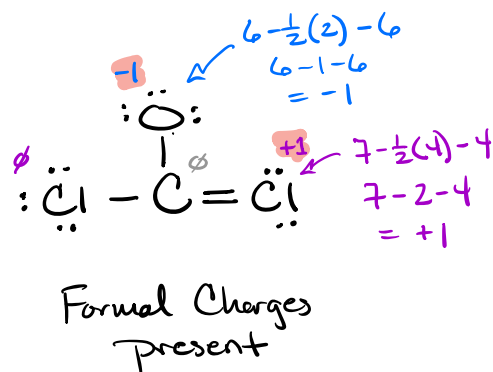 6 - ½(2) - 6
-1
6 - 1 - 6
= -1
:O:
+1
∅
∅
7 - ½(4) - 4
:Cl - C = Cl
7 - 2 - 4
= +1
Formal Charges
present